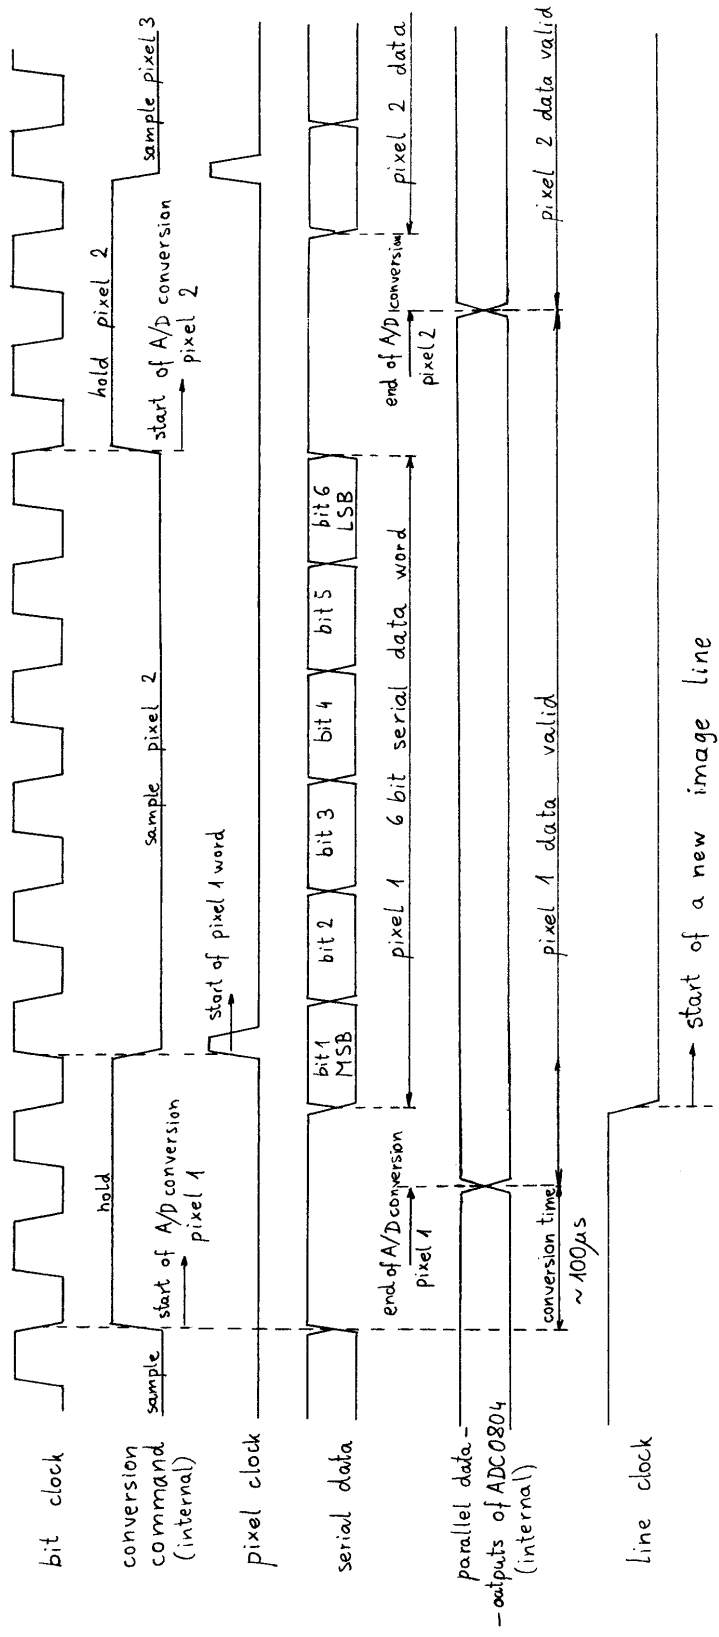 bit clock
conversion
command
(internal)
sample
hold
start of A/D conversion
pixel 1
sample pixel 2
hold pixel 2
start of A/D conversion
pixel 2
sample pixel 3
pixel clock
start of pixel 1 word
serial data
bit 1
MSB
bit 2
bit 3
bit 4
bit 5
bit 6
LSB
pixel 1 6 bit serial data word
pixel 2 data
end of A/D conversion
pixel 1
end of A/D conversion
pixel 2
parallel data-
-oatputs of ADC0804
(internal)
conversion time
~100µs
pixel 1 data valid
pixel 2 data valid
line clock
start of a new image line